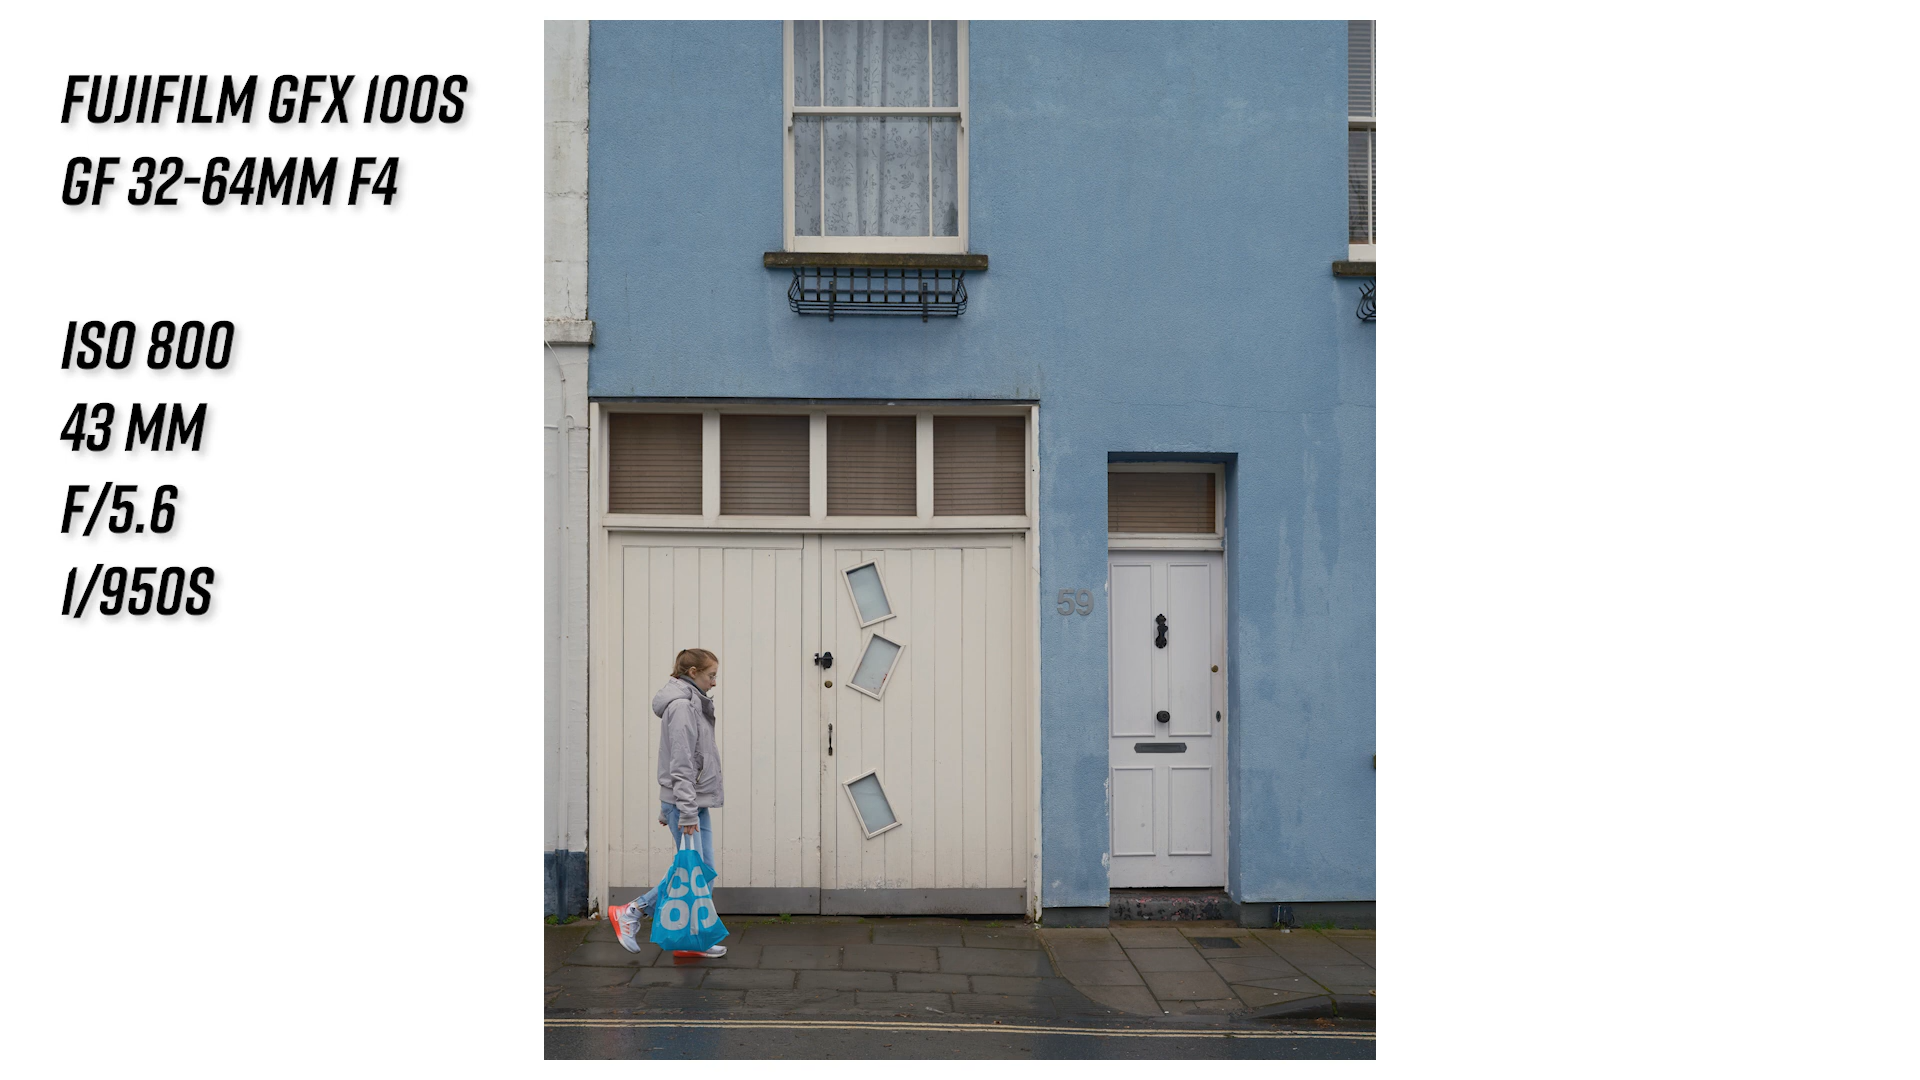 FUJIFILM GFX 100S
GF 32-64MM F4
ISO 800
43 MM
F/5.6
1/950S
59
CO
OP